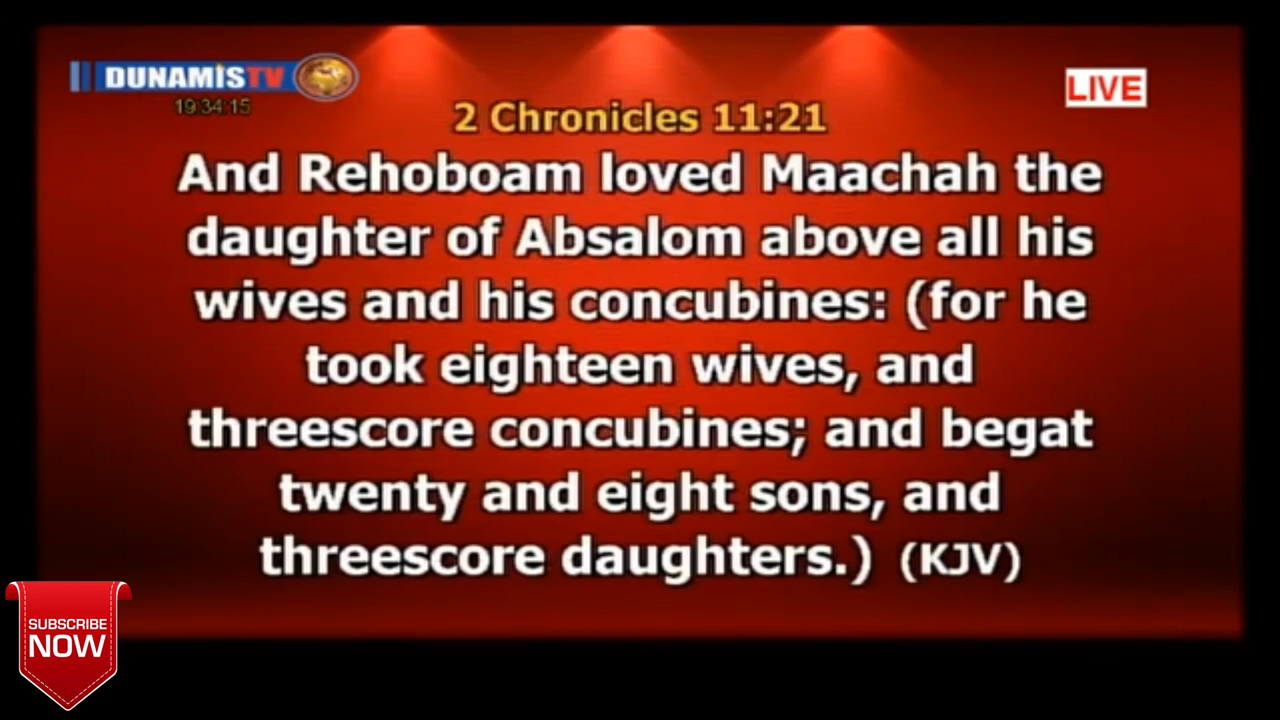 DUNAMIS TV
19:34:15
LIVE
2 Chronicles 11:21
And Rehoboam loved Maachah the
daughter of Absalom above all his
wives and his concubines: (for he
took eighteen wives, and
threescore concubines; and begat
twenty and eight sons, and
threescore daughters.) (KJV)
SUBSCRIBE
NOW